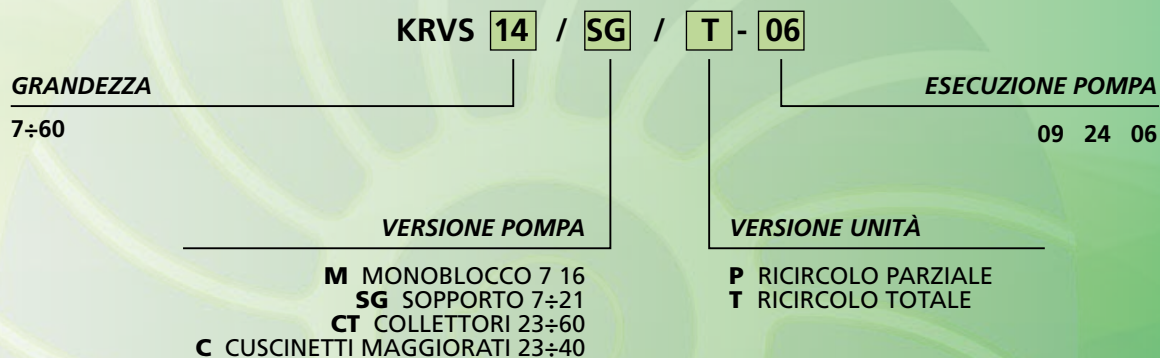 KRVS 14 / SG / T - 06
GRANDEZZA
7÷60
ESECUZIONE POMPA
09 24 06
VERSIONE POMPA
M MONOBLOCCO 7 16
SG SOPPORTO 7÷21
CT COLLETTORI 23÷60
C CUSCINETTI MAGGIORATI 23÷40
VERSIONE UNITÀ
P RICIRCOLO PARZIALE
T RICIRCOLO TOTALE